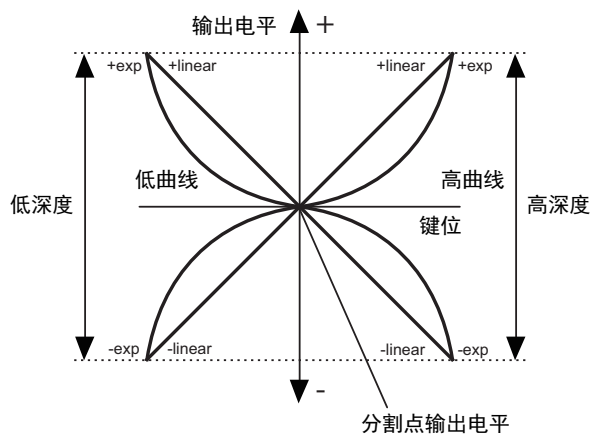 输出电平 +
+exp +linear +linear +exp
低曲线 高曲线
低深度 高深度
键位
-exp -linear -linear -exp
-
分割点输出电平